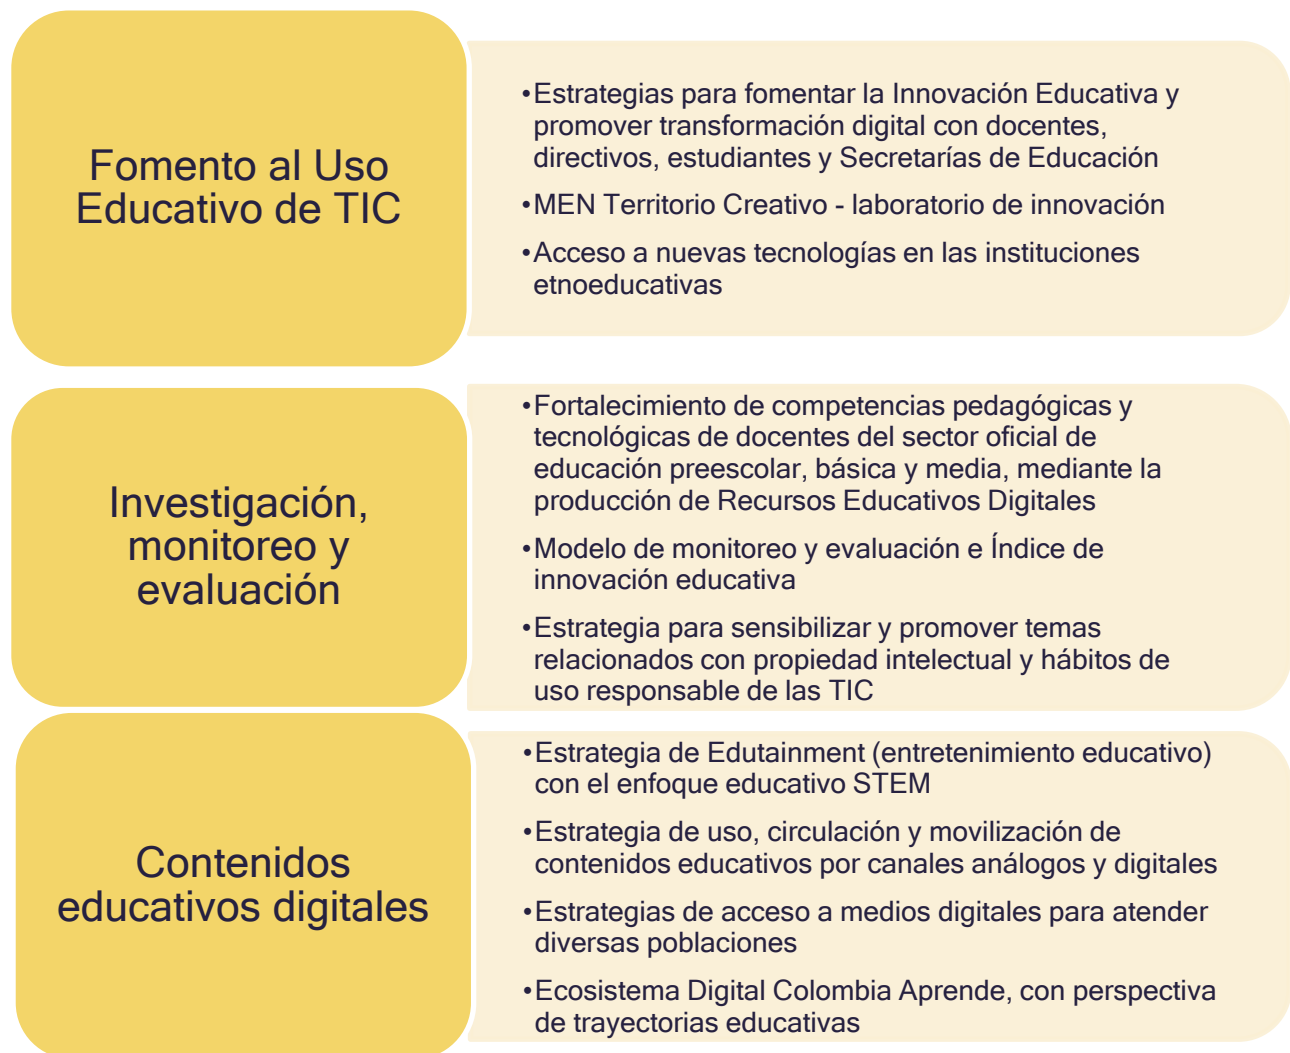 Fomento al Uso
Educativo de TIC
•Estrategias para fomentar la Innovación Educativa y
promover transformación digital con docentes,
directivos, estudiantes y Secretarías de Educación
•MEN Territorio Creativo - laboratorio de innovación
•Acceso a nuevas tecnologías en las instituciones
etnoeducativas
Investigación,
monitoreo y
evaluación
•Fortalecimiento de competencias pedagógicas y
tecnológicas de docentes del sector oficial de
educación preescolar, básica y media, mediante la
producción de Recursos Educativos Digitales
•Modelo de monitoreo y evaluación e Índice de
innovación educativa
•Estrategia para sensibilizar y promover temas
relacionados con propiedad intelectual y hábitos de
uso responsable de las TIC
Contenidos
educativos digitales
•Estrategia de Edutainment (entretenimiento educativo)
con el enfoque educativo STEM
•Estrategia de uso, circulación y movilización de
contenidos educativos por canales análogos y digitales
•Estrategias de acceso a medios digitales para atender
diversas poblaciones
•Ecosistema Digital Colombia Aprende, con perspectiva
de trayectorias educativas